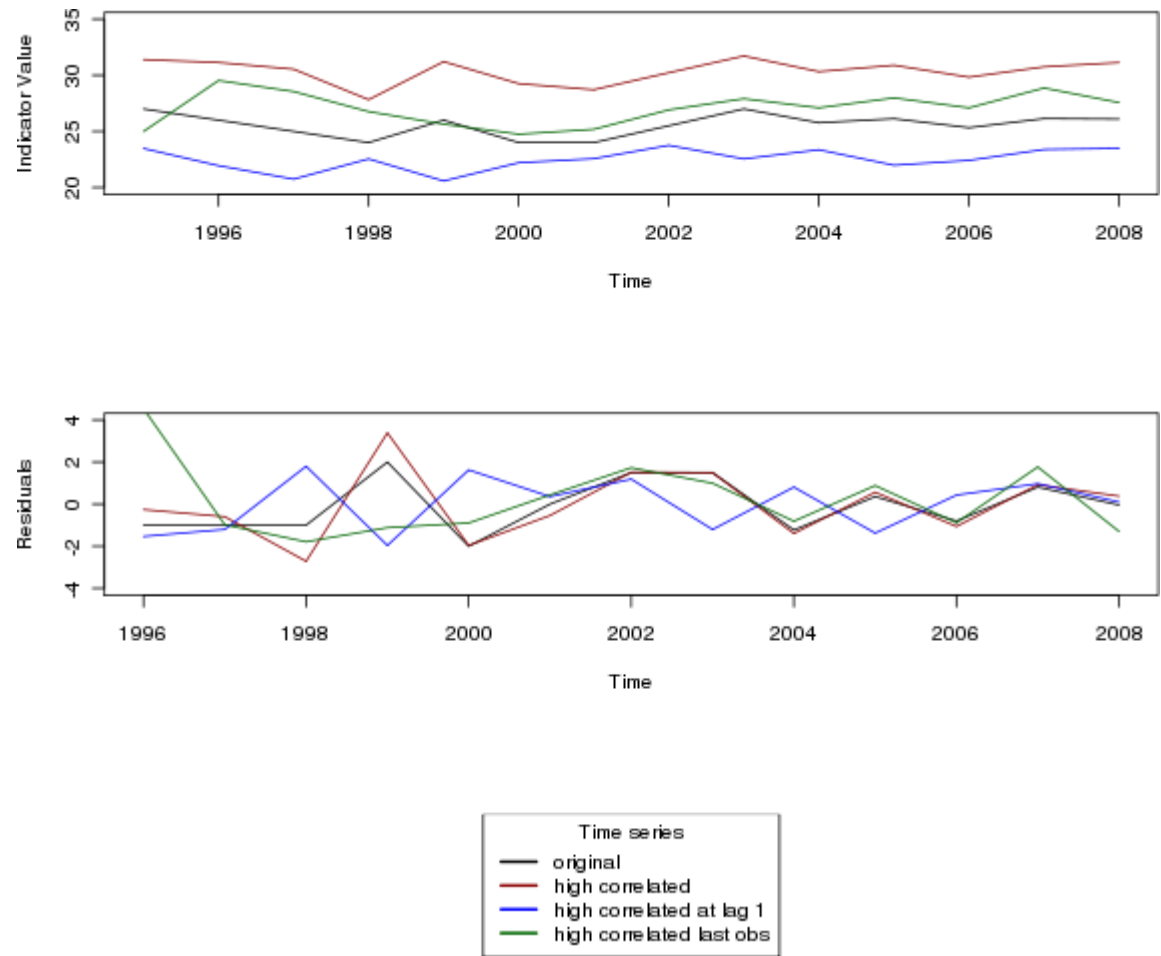 Indicator Value
35
30
25
20
1996 1998 2000 2002 2004 2006 2008
Time
Residuals
4
2
0
-2
-4
1996 1998 2000 2002 2004 2006 2008
Time
Time series
original
high correlated
high correlated at lag 1
high correlated last obs